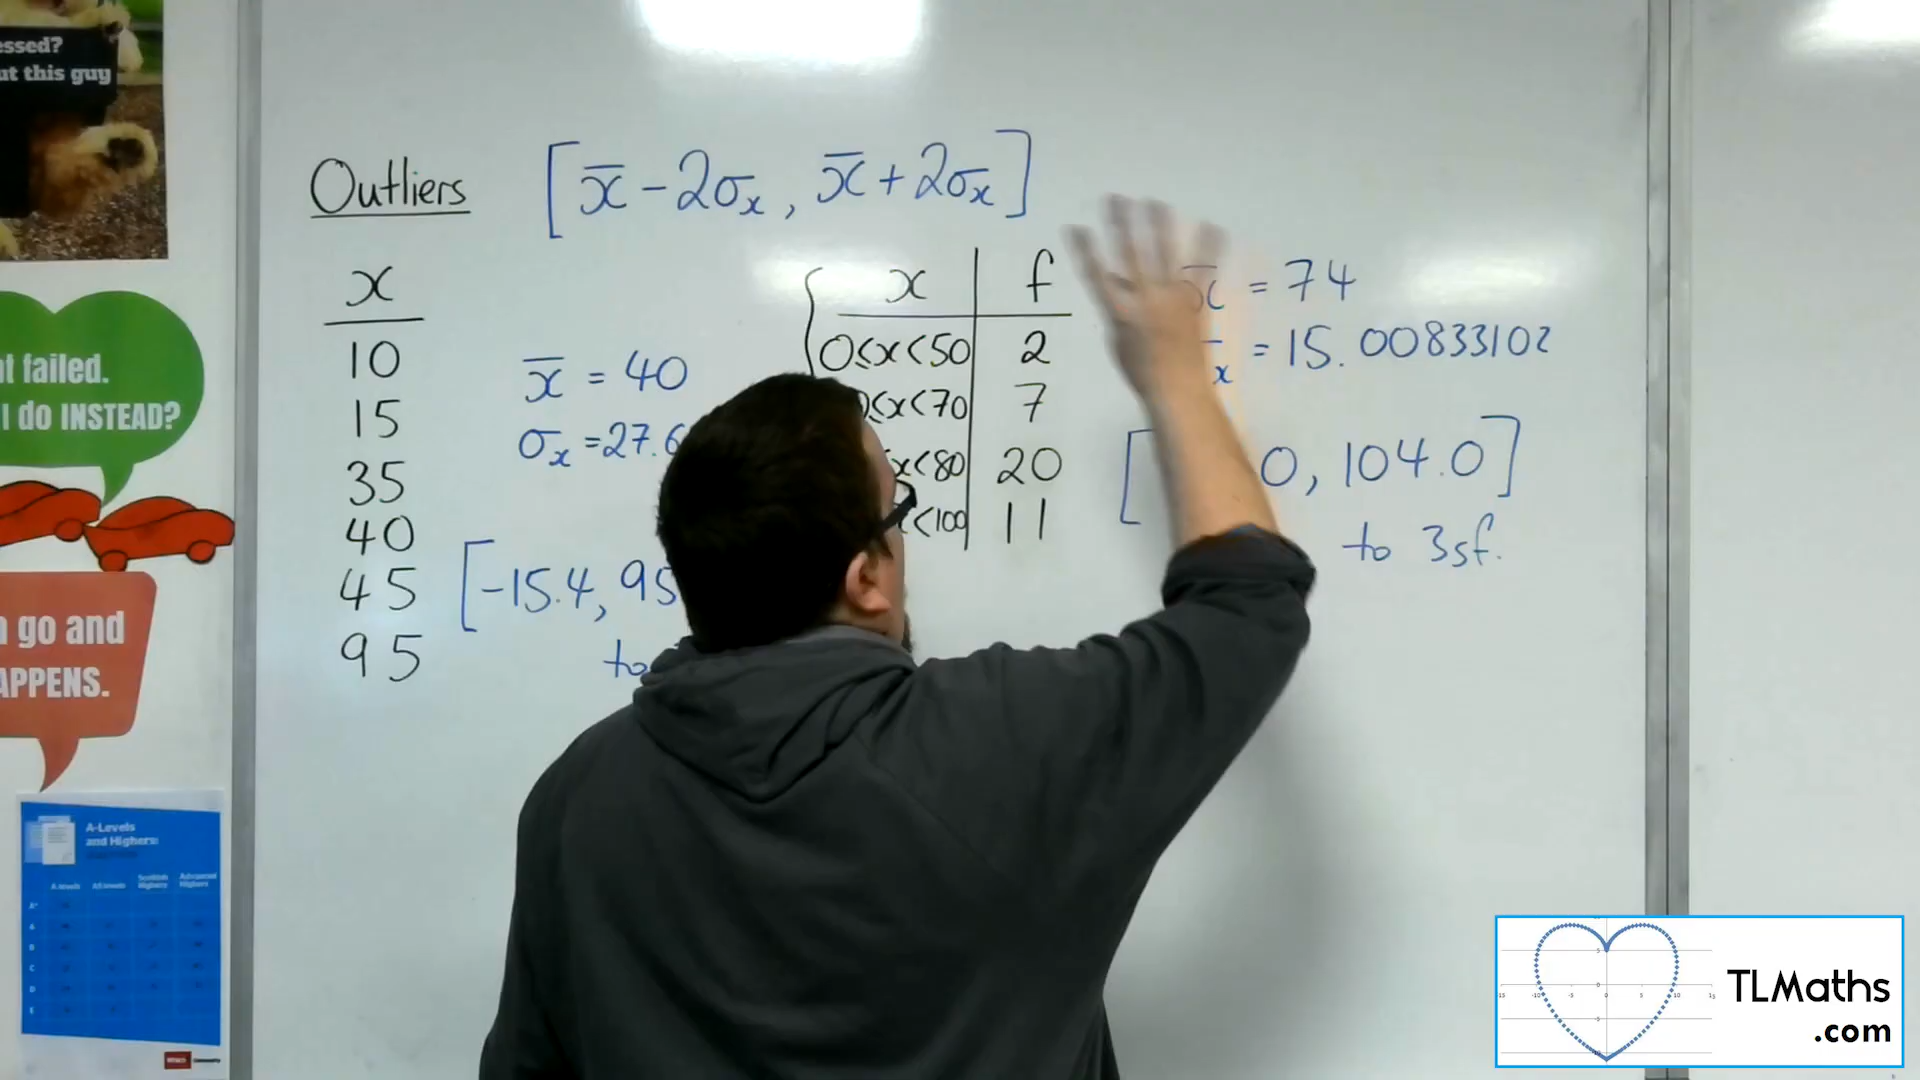 essed?
ut this guy
Outliers [x̄ - 2σx, x̄ + 2σx]
x
10
15
35
40
45
95
x̄ = 40
σx = 27.6
[-15.4, 95
to
x f
0≤x<50 2
≤x<70 7
x<80 20
<100 11
x̄ = 74
x = 15.00833102
0, 104.0]
to 3sf.
t failed.
I do INSTEAD?
go and
APPENS.
A-Levels
and Highers:
TLMaths
.com